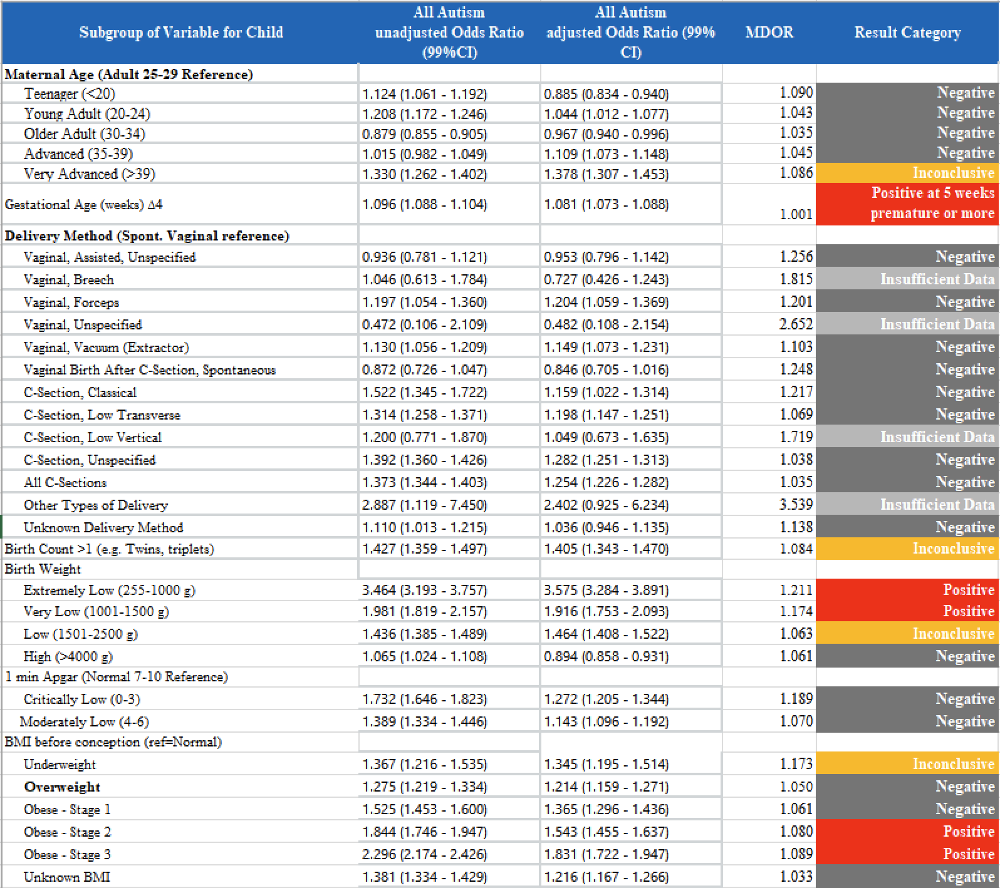 Subgroup of Variable for Child | All Autism unadjusted Odds Ratio (99%CI) | All Autism adjusted Odds Ratio (99% CI) | MDOR | Result Category
Maternal Age (Adult 25-29 Reference)
Teenager (<20) | 1.124 (1.061 - 1.192) | 0.885 (0.834 - 0.940) | 1.090 | Negative
Young Adult (20-24) | 1.208 (1.172 - 1.246) | 1.044 (1.012 - 1.077) | 1.043 | Negative
Older Adult (30-34) | 0.879 (0.855 - 0.905) | 0.967 (0.940 - 0.996) | 1.035 | Negative
Advanced (35-39) | 1.015 (0.982 - 1.049) | 1.109 (1.073 - 1.148) | 1.045 | Negative
Very Advanced (>39) | 1.330 (1.262 - 1.402) | 1.378 (1.307 - 1.453) | 1.086 | Inconclusive
Gestational Age (weeks) Δ4 | 1.096 (1.088 - 1.104) | 1.081 (1.073 - 1.088) | 1.001 | Positive at 5 weeks premature or more
Delivery Method (Spont. Vaginal reference)
Vaginal, Assisted, Unspecified | 0.936 (0.781 - 1.121) | 0.953 (0.796 - 1.142) | 1.256 | Negative
Vaginal, Breech | 1.046 (0.613 - 1.784) | 0.727 (0.426 - 1.243) | 1.815 | Insufficient Data
Vaginal, Forceps | 1.197 (1.054 - 1.360) | 1.204 (1.059 - 1.369) | 1.201 | Negative
Vaginal, Unspecified | 0.472 (0.106 - 2.109) | 0.482 (0.108 - 2.154) | 2.652 | Insufficient Data
Vaginal, Vacuum (Extractor) | 1.130 (1.056 - 1.209) | 1.149 (1.073 - 1.231) | 1.103 | Negative
Vaginal Birth After C-Section, Spontaneous | 0.872 (0.726 - 1.047) | 0.846 (0.705 - 1.016) | 1.248 | Negative
C-Section, Classical | 1.522 (1.345 - 1.722) | 1.159 (1.022 - 1.314) | 1.217 | Negative
C-Section, Low Transverse | 1.314 (1.258 - 1.371) | 1.198 (1.147 - 1.251) | 1.069 | Negative
C-Section, Low Vertical | 1.200 (0.771 - 1.870) | 1.049 (0.673 - 1.635) | 1.719 | Insufficient Data
C-Section, Unspecified | 1.392 (1.360 - 1.426) | 1.282 (1.251 - 1.313) | 1.038 | Negative
All C-Sections | 1.373 (1.344 - 1.403) | 1.254 (1.226 - 1.282) | 1.035 | Negative
Other Types of Delivery | 2.887 (1.119 - 7.450) | 2.402 (0.925 - 6.234) | 3.539 | Insufficient Data
Unknown Delivery Method | 1.110 (1.013 - 1.215) | 1.036 (0.946 - 1.135) | 1.138 | Negative
Birth Count >1 (e.g. Twins, triplets) | 1.427 (1.359 - 1.497) | 1.405 (1.343 - 1.470) | 1.084 | Inconclusive
Birth Weight
Extremely Low (255-1000 g) | 3.464 (3.193 - 3.757) | 3.575 (3.284 - 3.891) | 1.211 | Positive
Very Low (1001-1500 g) | 1.981 (1.819 - 2.157) | 1.916 (1.753 - 2.093) | 1.174 | Positive
Low (1501-2500 g) | 1.436 (1.385 - 1.489) | 1.464 (1.408 - 1.522) | 1.063 | Inconclusive
High (>4000 g) | 1.065 (1.024 - 1.108) | 0.894 (0.858 - 0.931) | 1.061 | Negative
1 min Apgar (Normal 7-10 Reference)
Critically Low (0-3) | 1.732 (1.646 - 1.823) | 1.272 (1.205 - 1.344) | 1.189 | Negative
Moderately Low (4-6) | 1.389 (1.334 - 1.446) | 1.143 (1.096 - 1.192) | 1.070 | Negative
BMI before conception (ref=Normal)
Underweight | 1.367 (1.216 - 1.535) | 1.345 (1.195 - 1.514) | 1.173 | Inconclusive
Overweight | 1.275 (1.219 - 1.334) | 1.214 (1.159 - 1.271) | 1.050 | Negative
Obese - Stage 1 | 1.525 (1.453 - 1.600) | 1.365 (1.296 - 1.436) | 1.061 | Negative
Obese - Stage 2 | 1.844 (1.746 - 1.947) | 1.543 (1.455 - 1.637) | 1.080 | Positive
Obese - Stage 3 | 2.296 (2.174 - 2.426) | 1.831 (1.722 - 1.947) | 1.089 | Positive
Unknown BMI | 1.381 (1.334 - 1.429) | 1.216 (1.167 - 1.266) | 1.033 | Negative